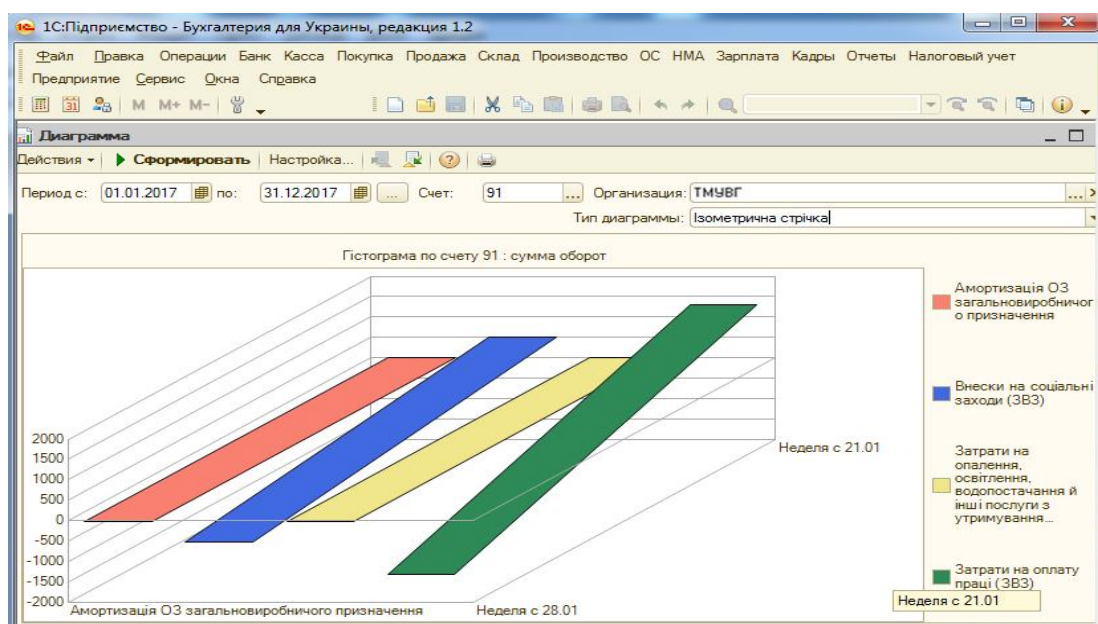 1С:Підприємство - Бухгалтерия для Украины, редакция 1.2
Файл Правка Операции Банк Касса Покупка Продажа Склад Производство ОС НМА Зарплата Кадры Отчеты Налоговый учет
Предприятие Сервис Окна Справка
31 M M+ M-
Диаграмма
Действия Сформировать Настройка...
Период с: 01.01.2017 по: 31.12.2017 ... Счет: 91 ... Организация: ТМУВГ ...
Тип диаграммы: Ізометрична стрічка
Гістограма по счету 91 : сумма оборот
Амортизація ОЗ
загальновиробничог
о призначення
Внески на соціальні
заходи (ЗВЗ)
Затрати на
опалення,
освітлення,
водопостачання й
інші послуги з
утримування...
Затрати на оплату
праці (ЗВЗ)
Неделя с 21.01
2000
1500
1000
500
0
-500
-1000
-1500
-2000
Неделя с 21.01
Амортизація ОЗ загальновиробничого призначення
Неделя с 28.01